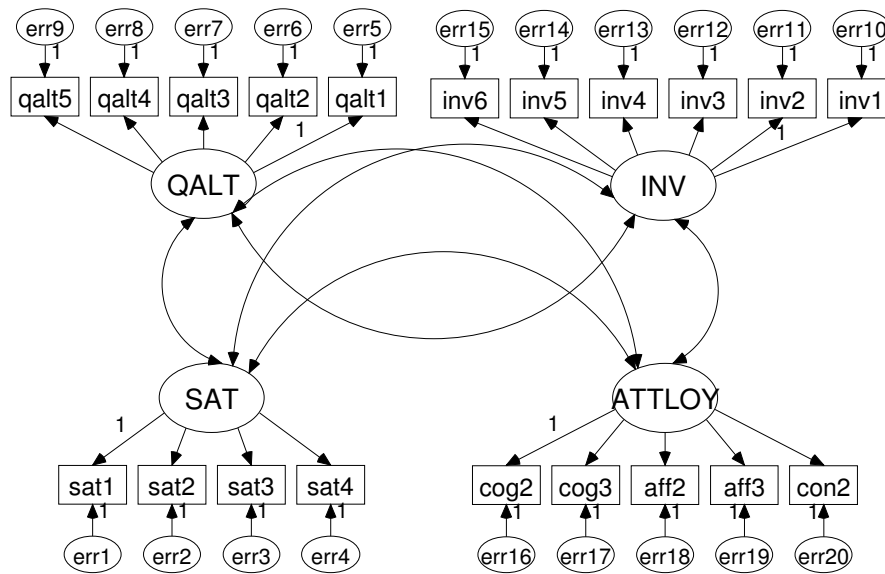 err9 err8 err7 err6 err5 err15 err14 err13 err12 err11 err10
1 1 1 1 1 1 1 1 1 1 1
qalt5 qalt4 qalt3 qalt2 qalt1 inv6 inv5 inv4 inv3 inv2 inv1
1 1
QALT INV
SAT ATTLOY
1 1
sat1 sat2 sat3 sat4 cog2 cog3 aff2 aff3 con2
1 1 1 1 1 1 1 1 1
err1 err2 err3 err4 err16 err17 err18 err19 err20